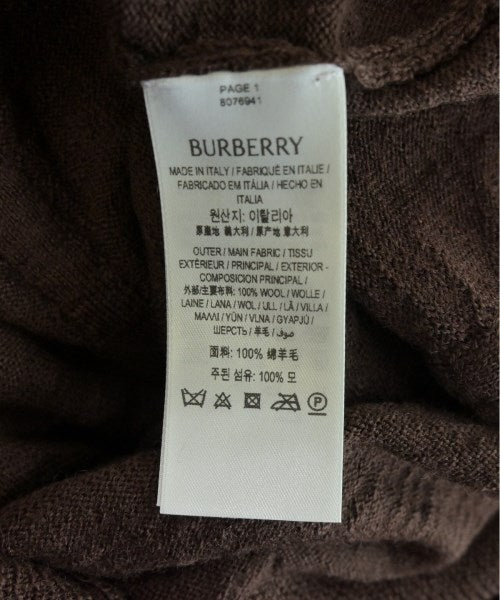 PAGE 1
8076941
BURBERRY
MADE IN ITALY / FABRIQUÉ EN ITALIE /
FABRICADO EM ITÁLIA / HECHO EN
ITALIA
원산지: 이탈리아
原產地 義大利 / 原产地 意大利
OUTER / MAIN FABRIC / TISSU
EXTÉRIEUR / PRINCIPAL / EXTERIOR -
COMPOSICION PRINCIPAL /
外部/主要布料: 100% WOOL / WOLLE /
LAINE / LANA / WOL / ULL / LÃ / VILLA /
ΜΑΛΛΙ / YÜN / VLNA / GYAPJÚ /
ШЕРСТЬ / 羊毛 / صوف
面料: 100% 绵羊毛
주된 섬유: 100% 모
P